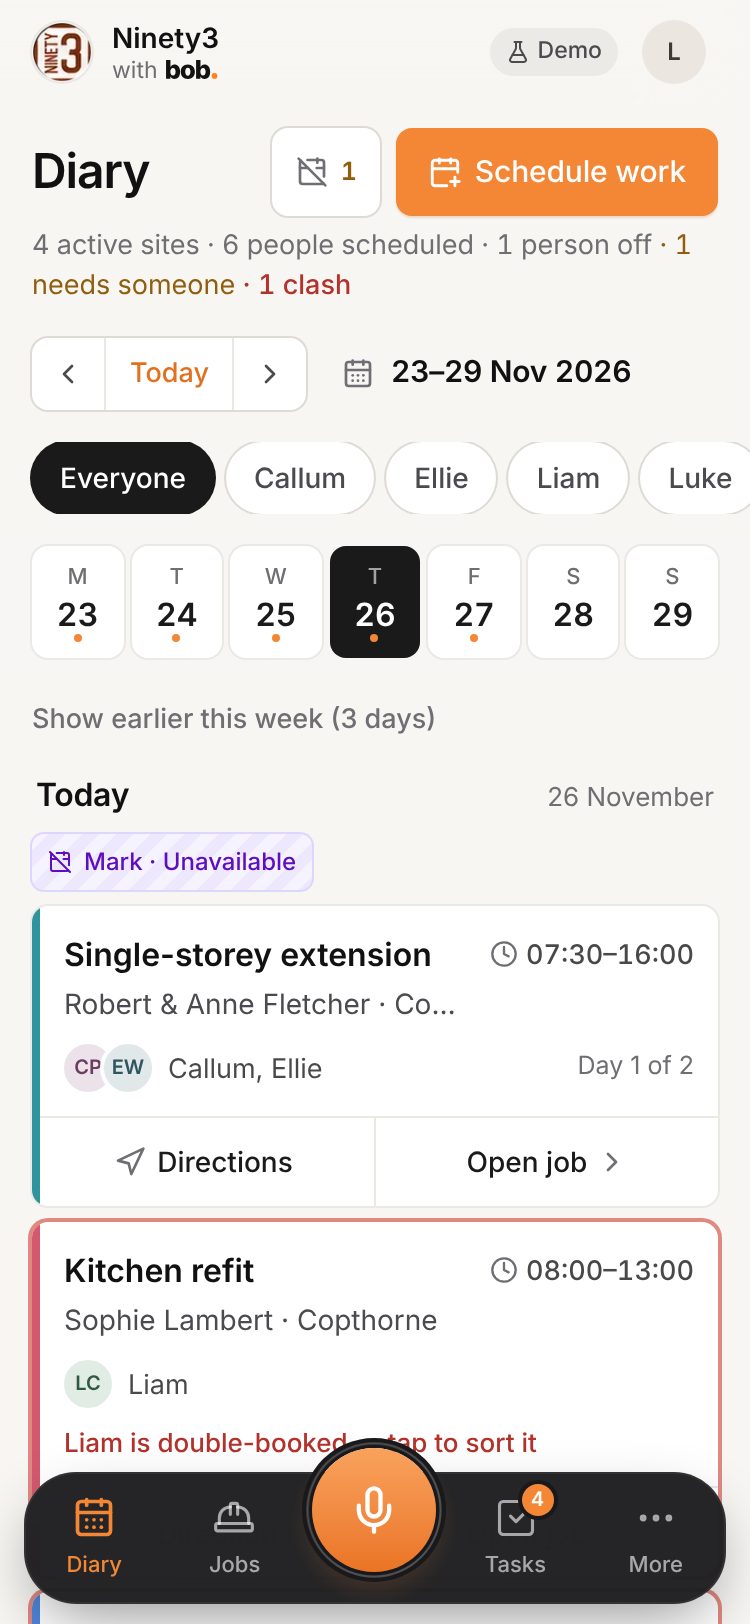 NINETY 3
Ninety3
with bob.
Demo
L
Diary
1
Schedule work
4 active sites · 6 people scheduled · 1 person off · 1
needs someone · 1 clash
Today
23–29 Nov 2026
Everyone
Callum
Ellie
Liam
Luke
M T W T F S S
23 24 25 26 27 28 29
Show earlier this week (3 days)
Today
26 November
Mark · Unavailable
Single-storey extension
07:30–16:00
Robert & Anne Fletcher · Co...
CP EW Callum, Ellie
Day 1 of 2
Directions
Open job
Kitchen refit
08:00–13:00
Sophie Lambert · Copthorne
LC Liam
Liam is double-booked tap to sort it
4
Diary
Jobs
Tasks
More